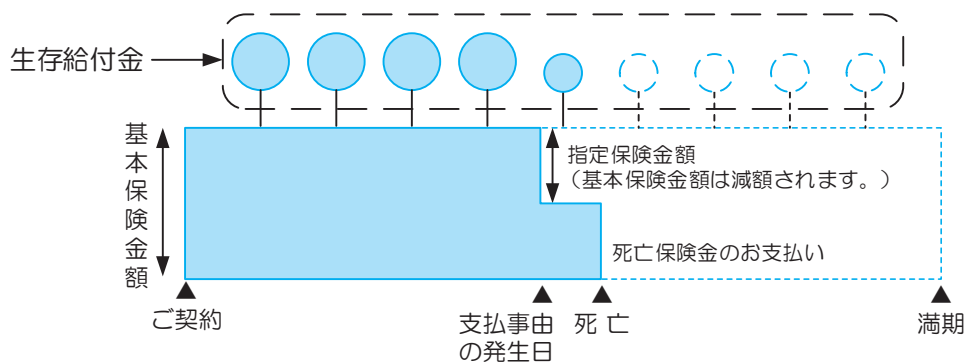 生存給付金
基本保険金額
指定保険金額
（基本保険金額は減額されます。）
死亡保険金のお支払い
ご契約
支払事由
の発生日
死 亡
満期